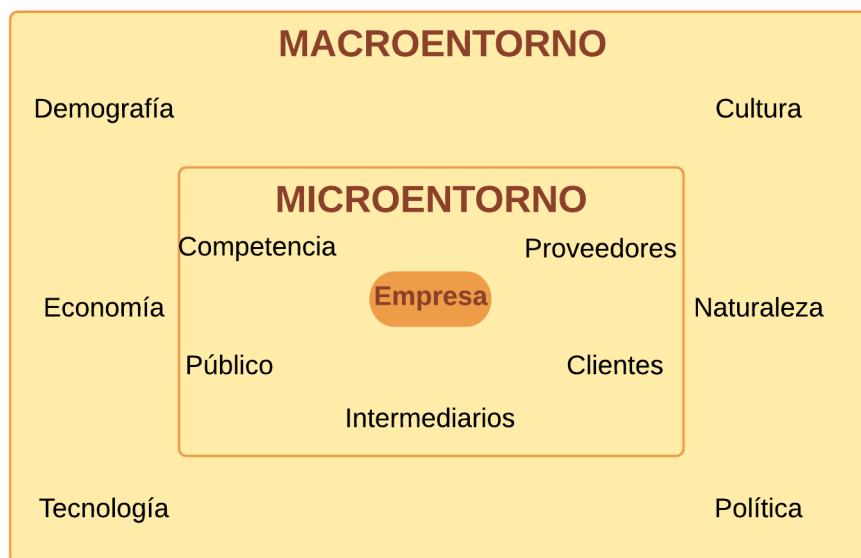 MACROENTORNO
Demografía
Cultura
MICROENTORNO
Competencia
Proveedores
Empresa
Economía
Naturaleza
Público
Clientes
Intermediarios
Tecnología
Política